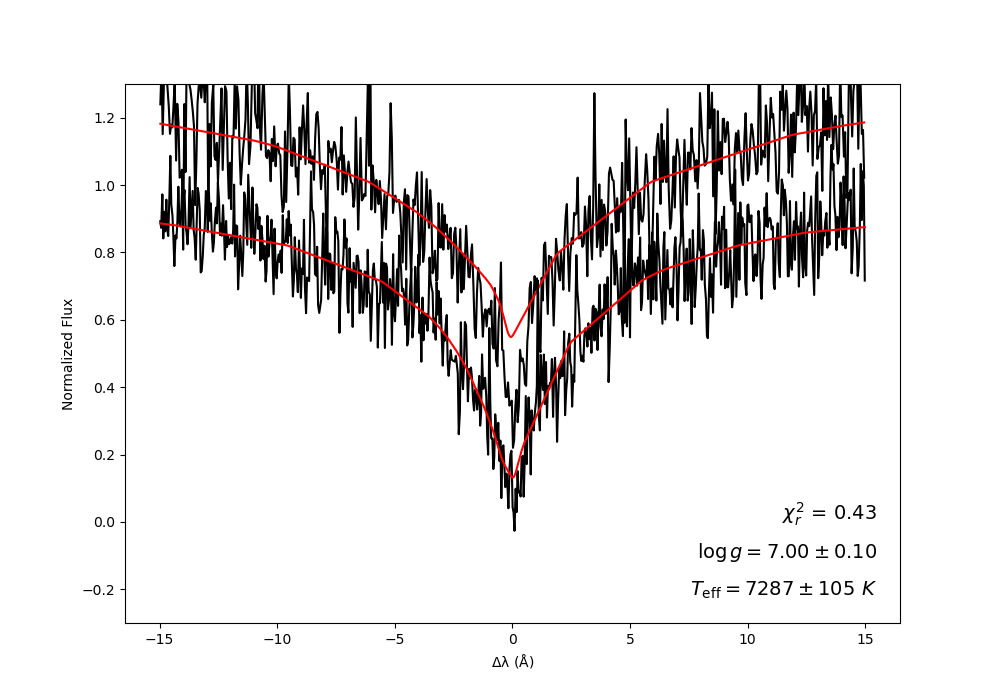 1.2
1.0
0.8
0.6
0.4
0.2
0.0
−0.2
Normalized Flux
χ²ᵣ = 0.43
log g = 7.00 ± 0.10
T_eff = 7287 ± 105 K
−15 −10 −5 0 5 10 15
Δλ (Å)